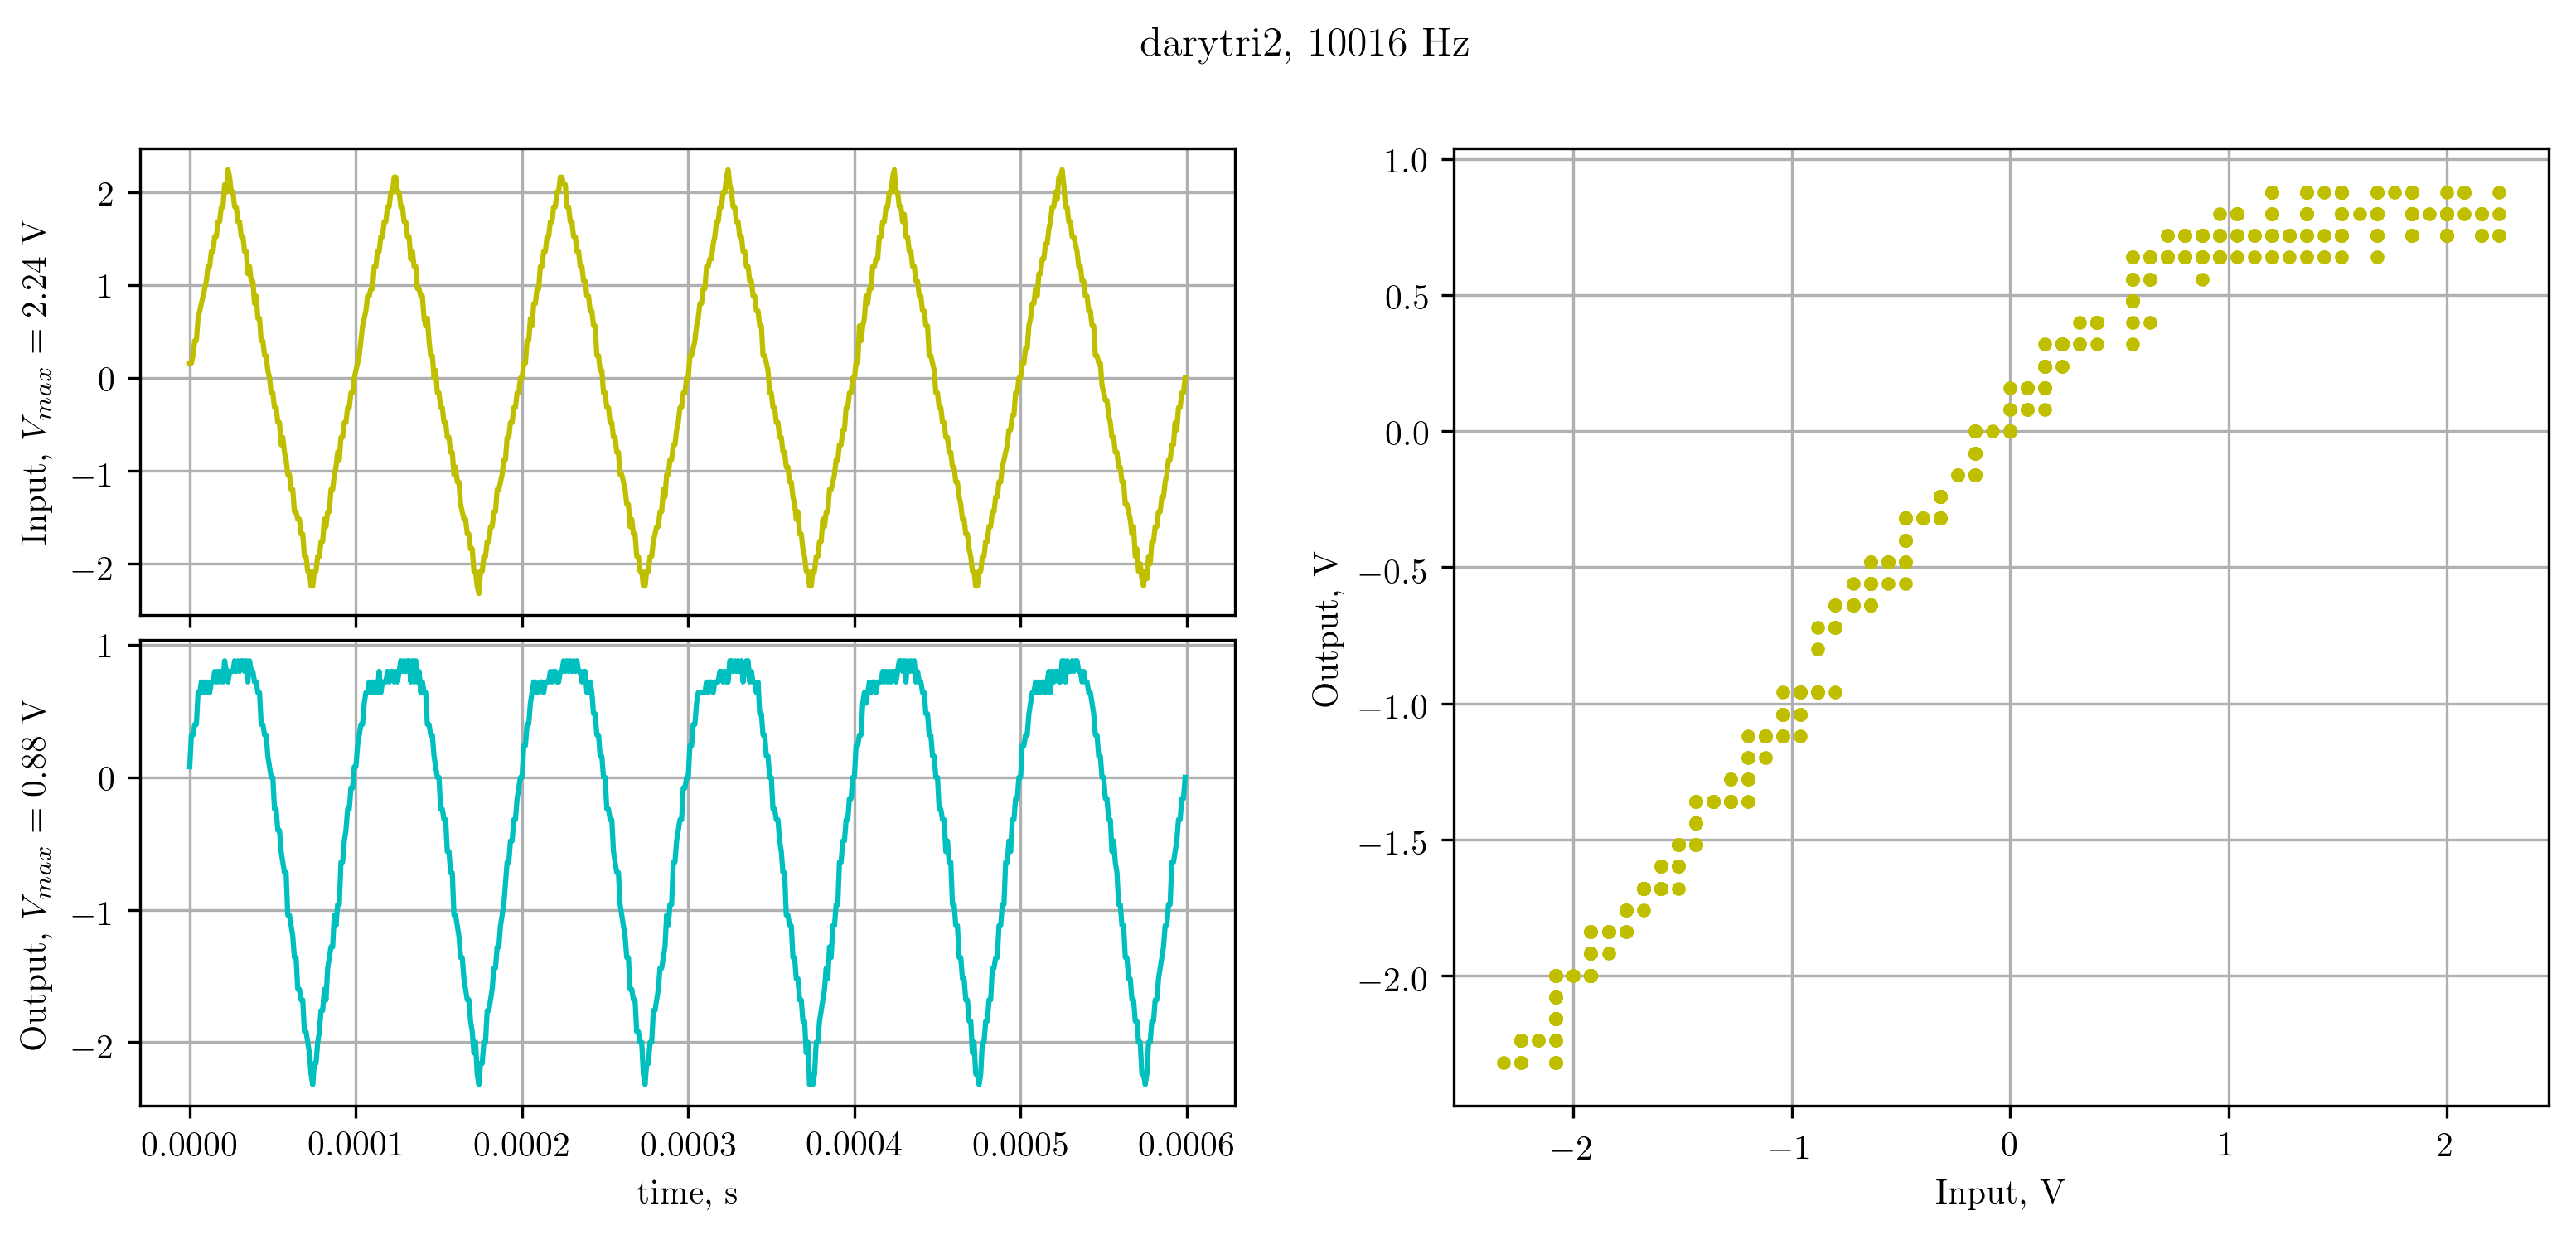 darytri2, 10016 Hz
Input, V_max = 2.24 V
2
1
0
−1
−2
Output, V_max = 0.88 V
1
0
−1
−2
0.0000 0.0001 0.0002 0.0003 0.0004 0.0005 0.0006
time, s
Output, V
1.0
0.5
0.0
−0.5
−1.0
−1.5
−2.0
−2 −1 0 1 2
Input, V